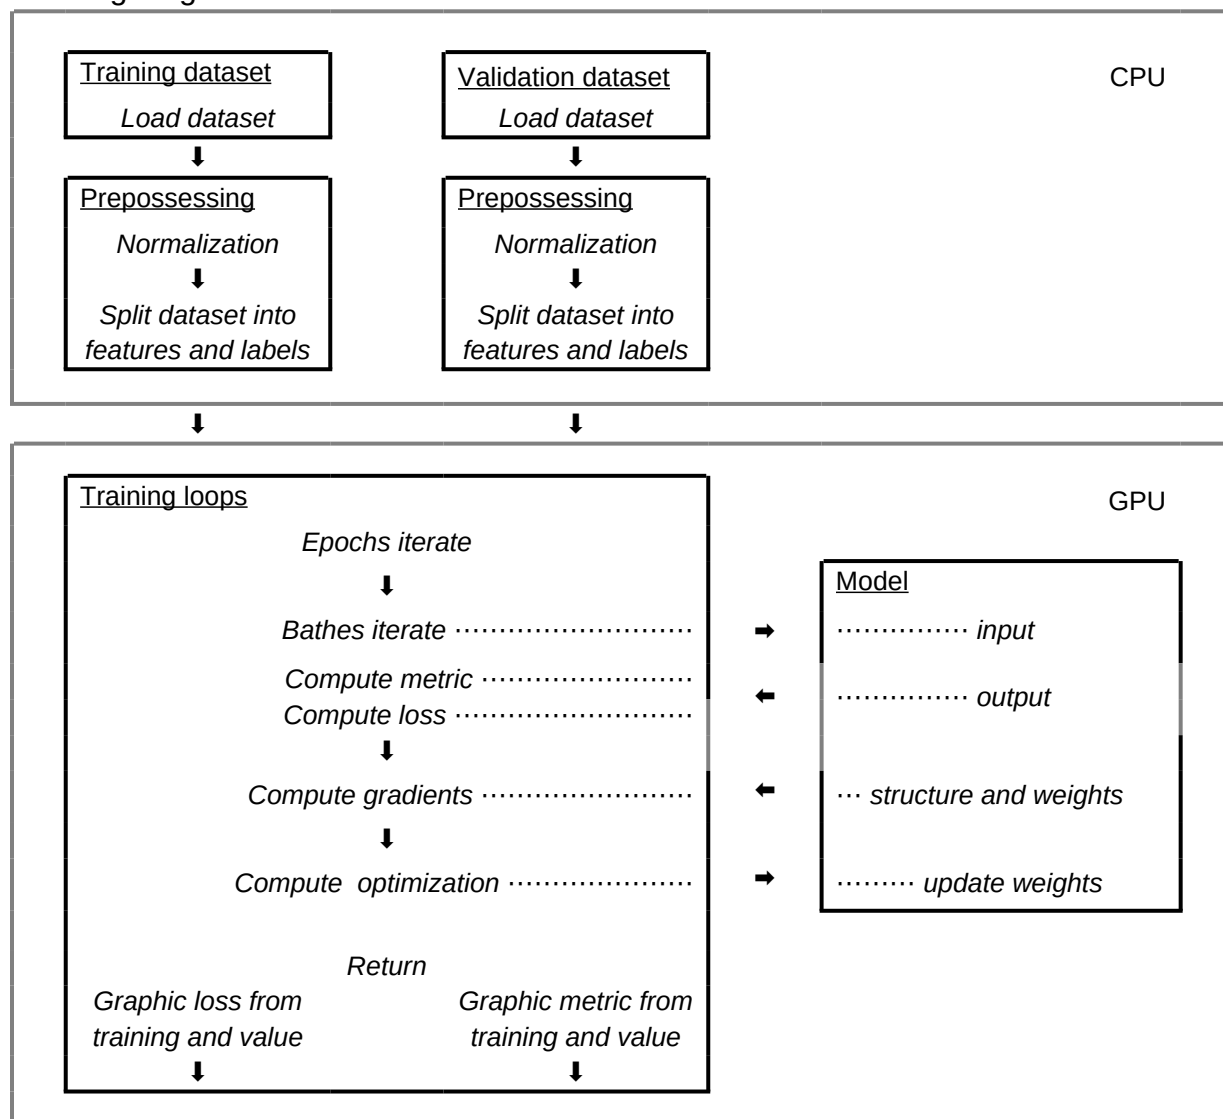 Training dataset
Load dataset
Validation dataset
Load dataset
CPU
Prepossessing
Normalization
Split dataset into
features and labels
Prepossessing
Normalization
Split dataset into
features and labels
Training loops
GPU
Epochs iterate
Bathes iterate
Compute metric
Compute loss
Compute gradients
Compute optimization
Model
input
output
structure and weights
update weights
Return
Graphic loss from
training and value
Graphic metric from
training and value